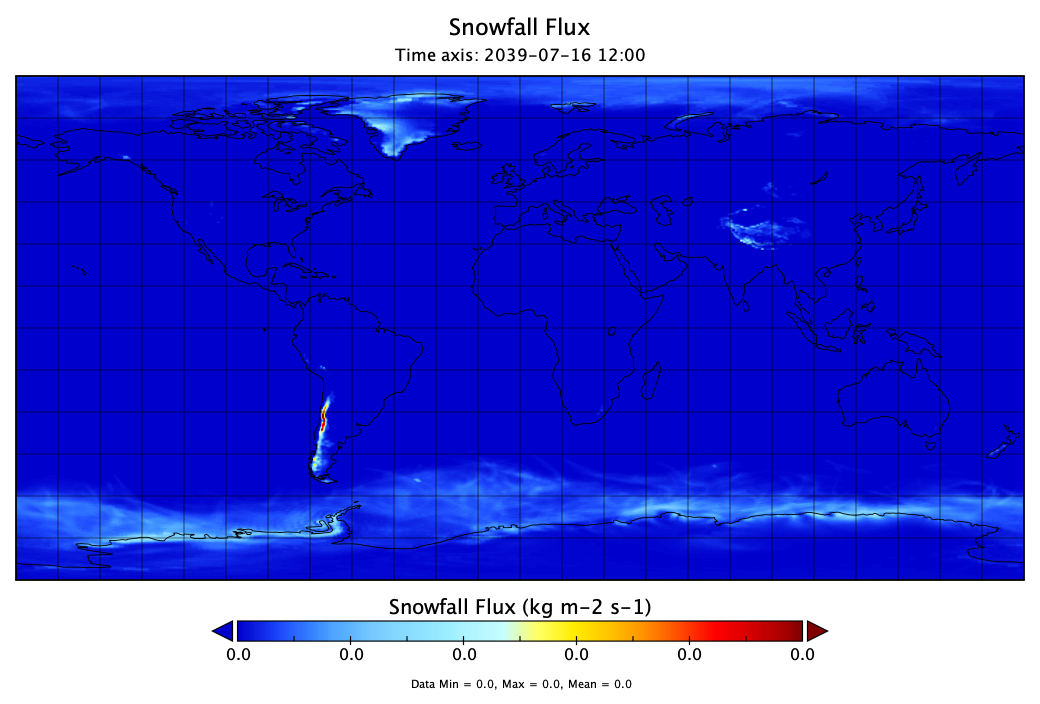 Snowfall Flux
Time axis: 2039-07-16 12:00
Snowfall Flux (kg m-2 s-1)
0.0 0.0 0.0 0.0 0.0 0.0
Data Min = 0.0, Max = 0.0, Mean = 0.0